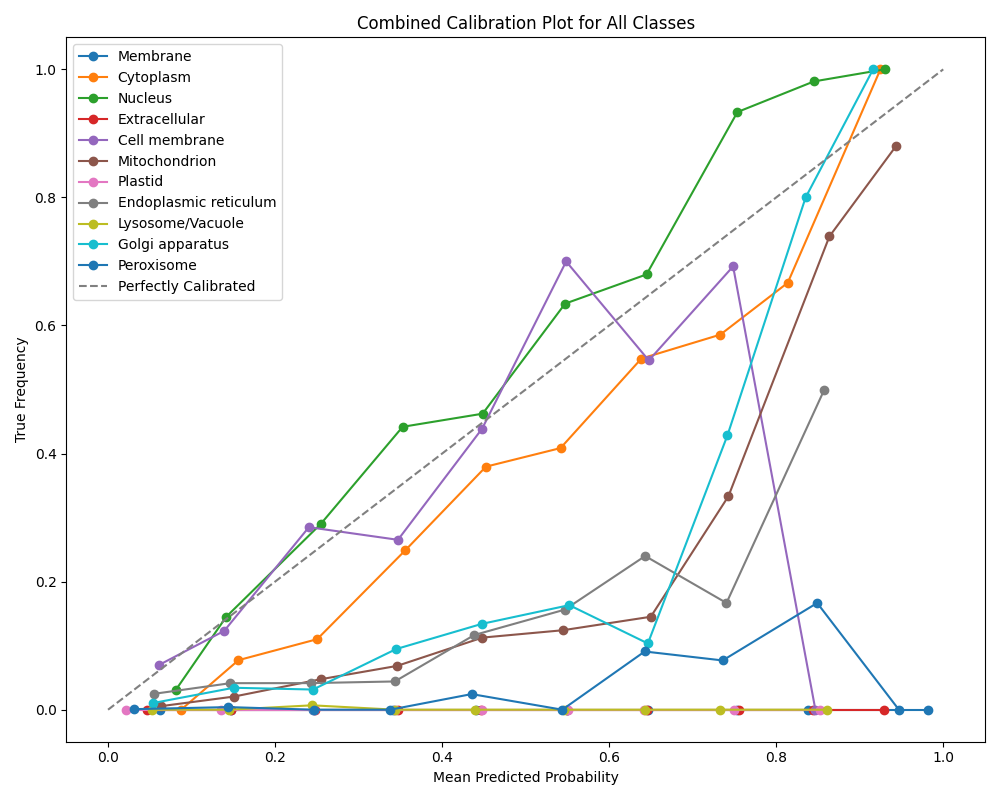 Combined Calibration Plot for All Classes
Membrane
Cytoplasm
Nucleus
Extracellular
Cell membrane
Mitochondrion
Plastid
Endoplasmic reticulum
Lysosome/Vacuole
Golgi apparatus
Peroxisome
Perfectly Calibrated
True Frequency
1.0
0.8
0.6
0.4
0.2
0.0
0.0 0.2 0.4 0.6 0.8 1.0
Mean Predicted Probability